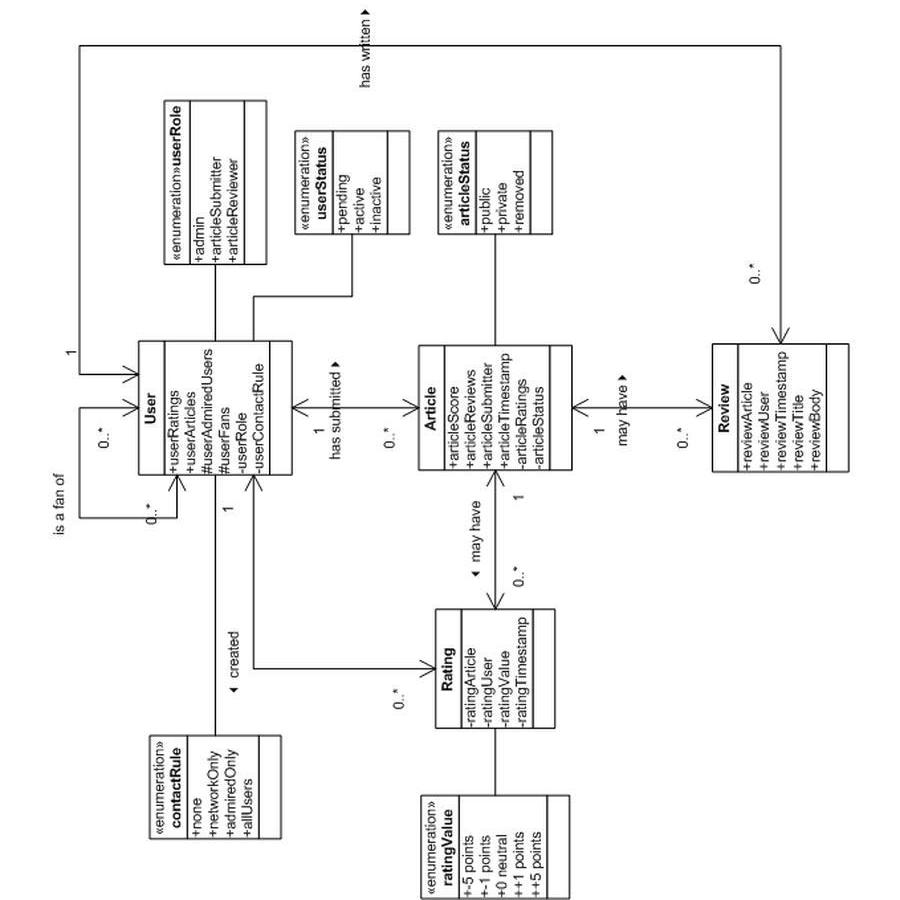 has written ▶
«enumeration»userRole
+admin
+articleSubmitter
+articleReviewer
«enumeration»
userStatus
+pending
+active
+inactive
«enumeration»
articleStatus
+public
+private
+removed
0..*
1
User
+userRatings
+userArticles
#userAdmiredUsers
#userFans
-userRole
-userContactRule
0..*
is a fan of
0..*
1
has submitted ▶
0..*
Article
+articleScore
+articleReviews
+articleSubmitter
+articleTimestamp
-articleRatings
-articleStatus
1
may have ▶
0..*
Review
+reviewArticle
+reviewUser
+reviewTimestamp
+reviewTitle
+reviewBody
1
◀ created
0..*
◀ may have
1
0..*
Rating
-ratingArticle
-ratingUser
-ratingValue
-ratingTimestamp
«enumeration»
contactRule
+none
+networkOnly
+admiredOnly
+allUsers
«enumeration»
ratingValue
+-5 points
+-1 points
+0 neutral
++1 points
++5 points